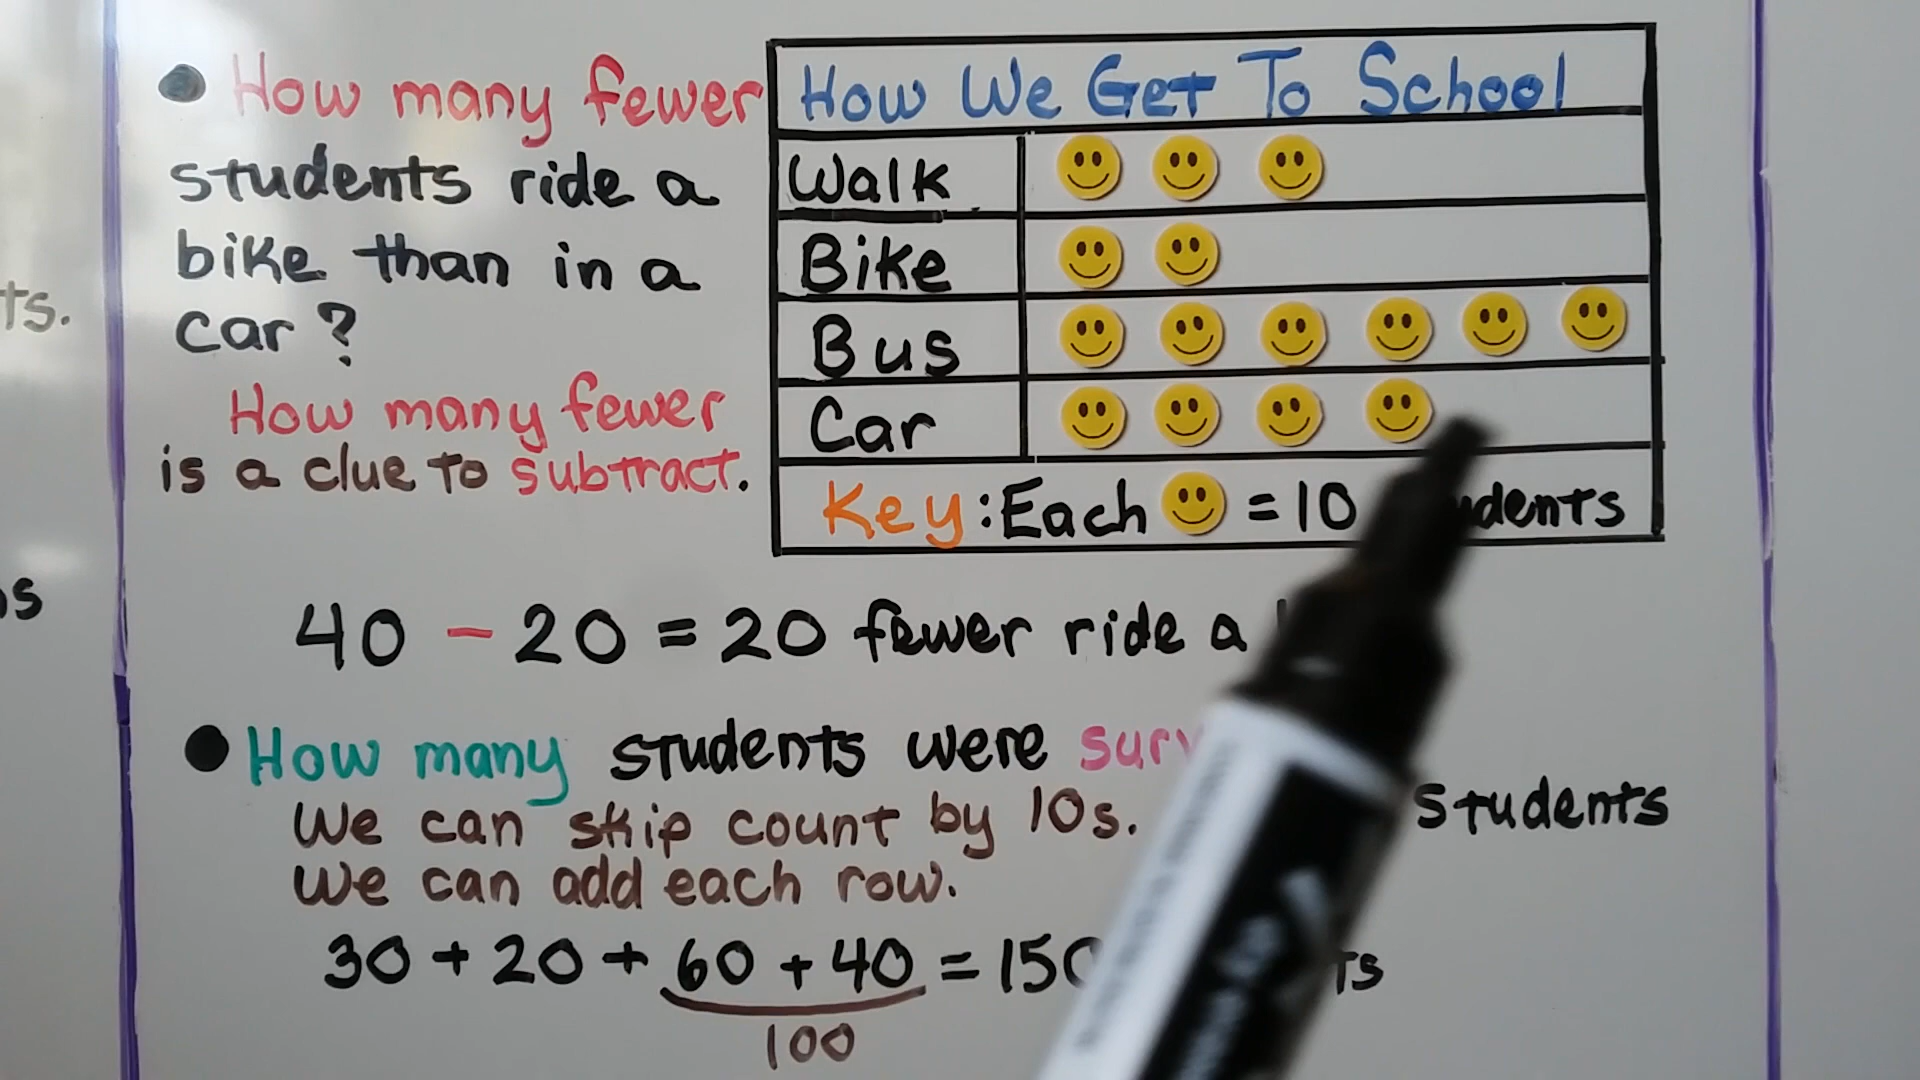 How many fewer
students ride a
bike than in a
car?
How many fewer
is a clue to subtract.
How We Get To School
Walk
Bike
Bus
Car
Key: Each = 10
40 - 20 = 20 fewer ride a
How many students were
We can skip count by 10s.
students
We can add each row.
30 + 20 + 60 + 40 = 150
100
ts.